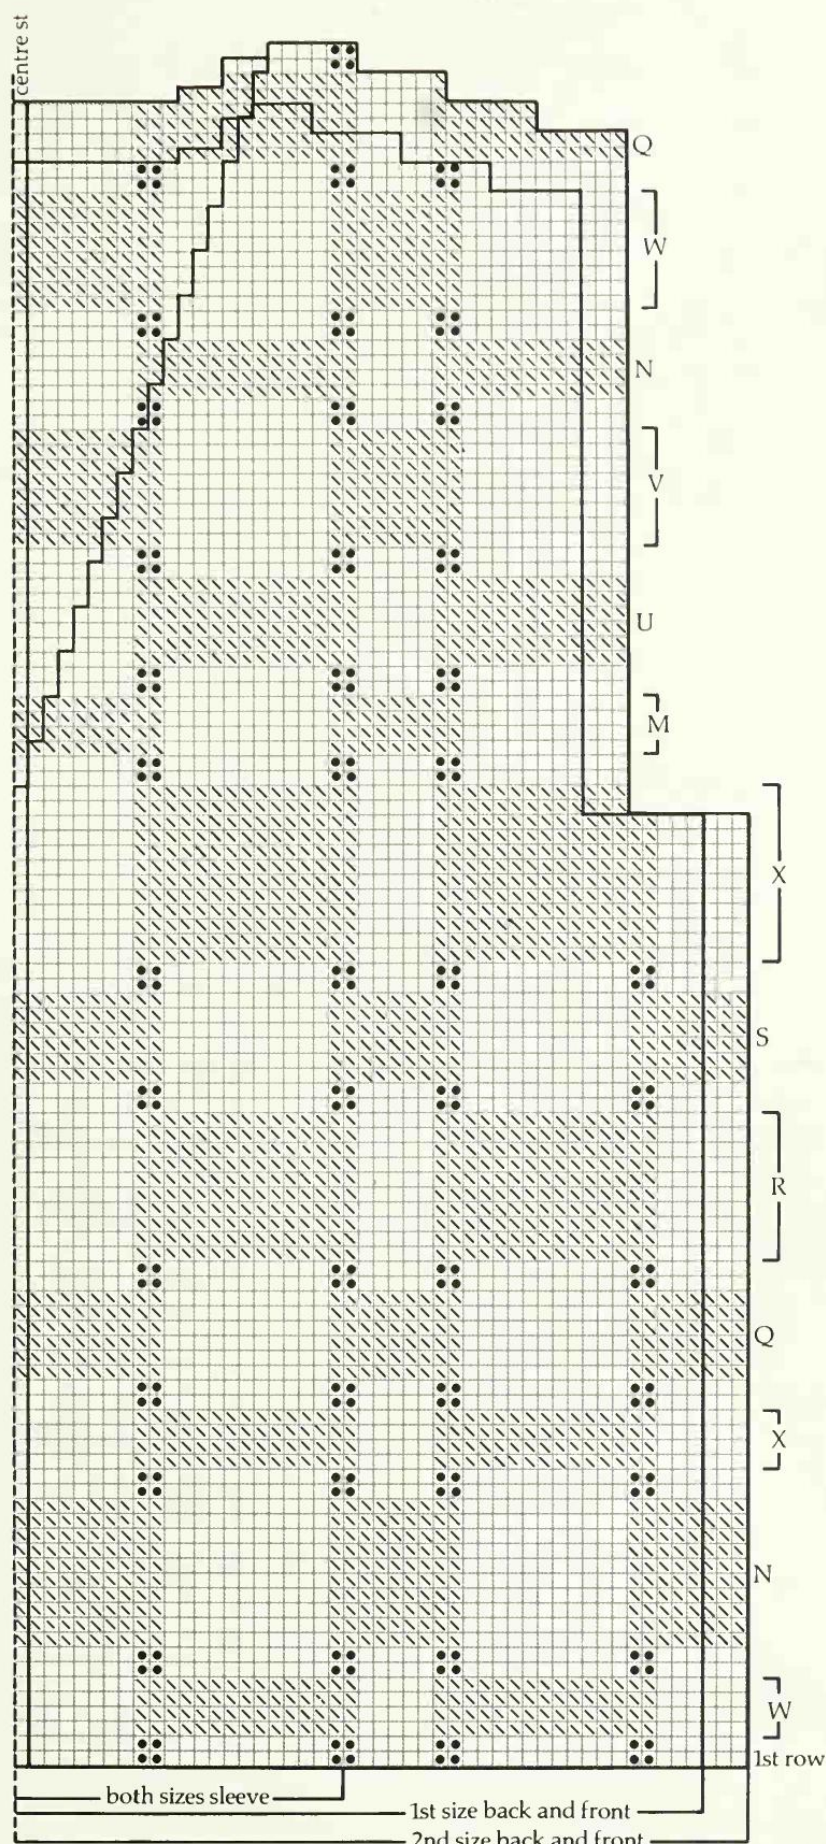 centre st
Q
W
N
V
U
M
X
S
R
Q
X
N
W
1st row
both sizes sleeve
1st size back and front
2nd size back and front